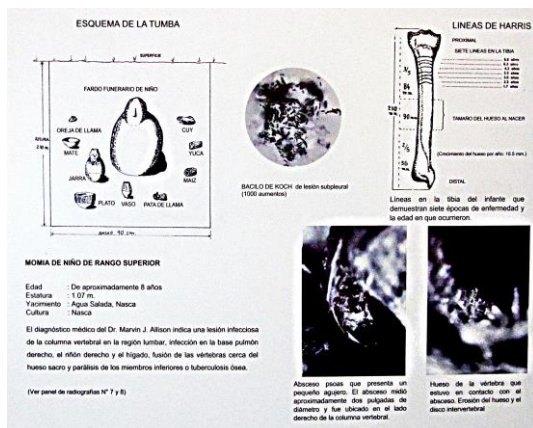 ESQUEMA DE LA TUMBA
SUPERFICIE
FARDO FUNERARIO DE NIÑO
OREJA DE LLAMA
CUY
MATE
YUCA
JARRA
MAIZ
PLATO
VASO
PATA DE LLAMA
BACILO DE KOCH de lesión subpleural
(1000 aumentos)
LINEAS DE HARRIS
PROXIMAL
SIETE LINEAS EN LA TIBIA
TAMAÑO DEL HUESO AL NACER
(Crecimiento del hueso por año: 16.6 mm.)
DISTAL
Líneas en la tibia del infante que
demuestran siete épocas de enfermedad y
la edad en que ocurrieron.
MOMIA DE NIÑO DE RANGO SUPERIOR
Edad : De aproximadamente 8 años
Estatura : 1.07 m.
Yacimiento : Agua Salada, Nasca
Cultura : Nasca
El diagnóstico médico del Dr. Marvin J. Allison indica una lesión infecciosa
de la columna vertebral en la región lumbar, infección en la base pulmón
derecho, el riñón derecho y el hígado, fusión de las vértebras cerca del
hueso sacro y parálisis de los miembros inferiores o tuberculosis ósea.
(Ver panel de radiografías N° 7 y 8)
Absceso psoas que presenta un
pequeño agujero. El absceso midió
aproximadamente dos pulgadas de
diámetro y fue ubicado en el lado
derecho de la columna vertebral.
Hueso de la vértebra que
estuvo en contacto con el
absceso. Erosión del hueso y el
disco intervertebral